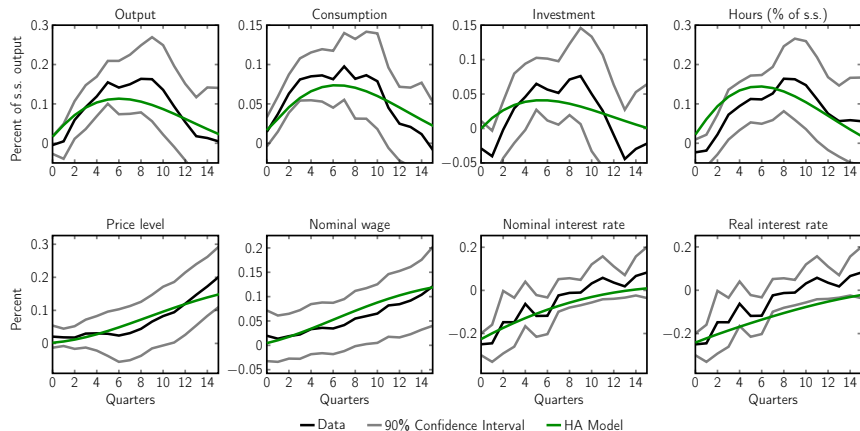 Output
Consumption
Investment
Hours (% of s.s.)
Percent of s.s. output
0.3
0.2
0.1
0
0 2 4 6 8 10 12 14
0.15
0.10
0.05
0
0 2 4 6 8 10 12 14
0.15
0.10
0.05
0
−0.05
0 2 4 6 8 10 12 14
0.3
0.2
0.1
0
0 2 4 6 8 10 12 14
Price level
Nominal wage
Nominal interest rate
Real interest rate
Percent
0.3
0.2
0.1
0
0 2 4 6 8 10 12 14
0.2
0.15
0.10
0.05
0
−0.05
0 2 4 6 8 10 12 14
0.2
0
−0.2
0 2 4 6 8 10 12 14
0.2
0
−0.2
0 2 4 6 8 10 12 14
Quarters
Quarters
Quarters
Quarters
Data
90% Confidence Interval
HA Model